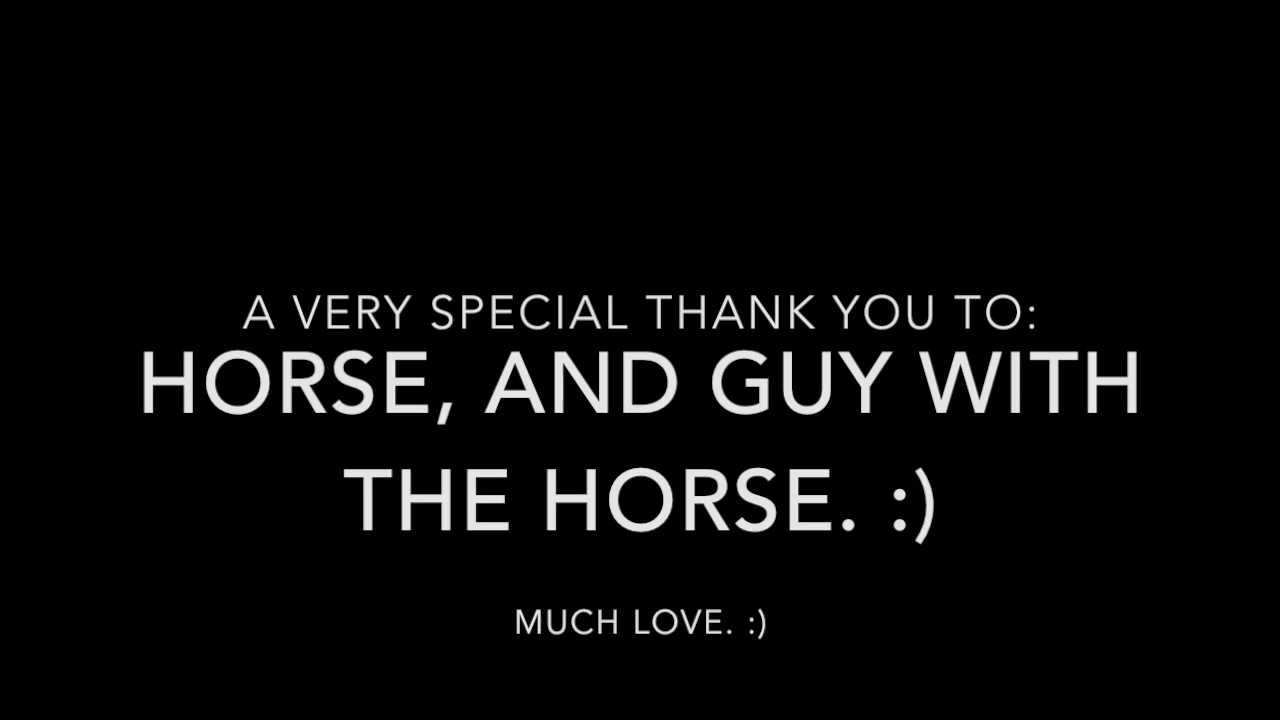 A VERY SPECIAL THANK YOU TO:
HORSE, AND GUY WITH
THE HORSE. :)
MUCH LOVE. :)